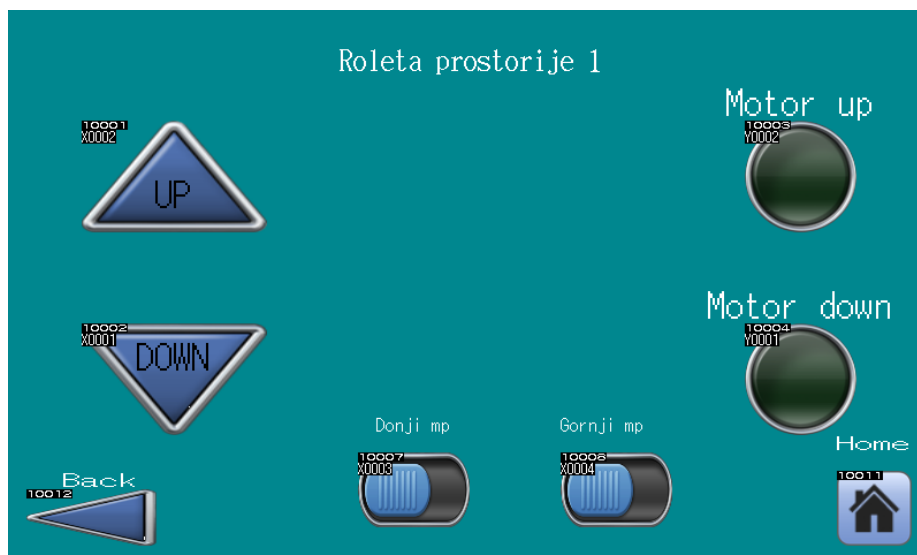 Roleta prostorije 1
Motor up
10001
X0002
UP
10003
Y0002
Motor down
10002
X0001
DOWN
10004
Y0001
Donji mp
Gornji mp
Home
10007
X0003
10006
X0004
10011
Back
10012